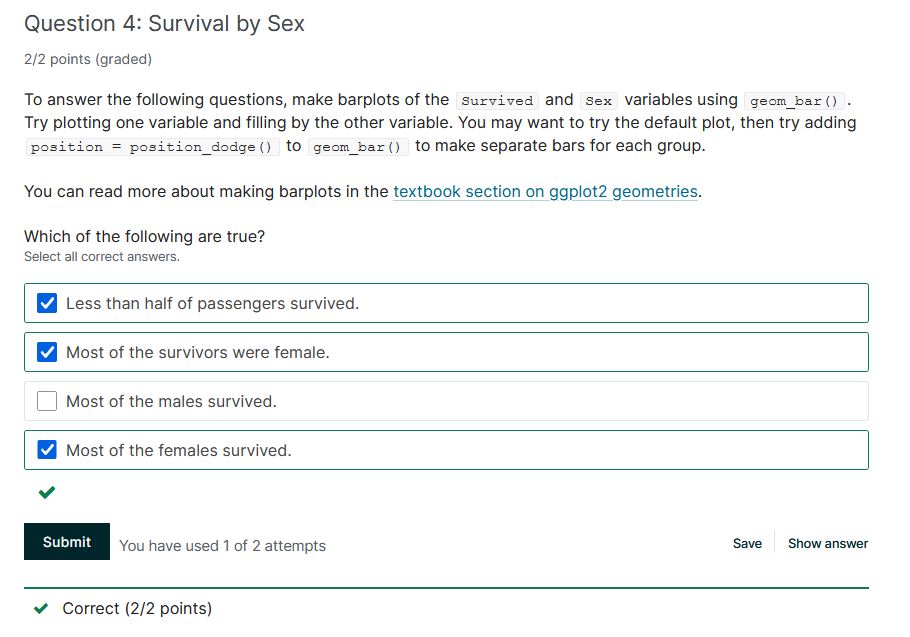 Question 4: Survival by Sex
2/2 points (graded)
To answer the following questions, make barplots of the Survived and Sex variables using geom_bar() .
Try plotting one variable and filling by the other variable. You may want to try the default plot, then try adding
position = position_dodge() to geom_bar() to make separate bars for each group.
You can read more about making barplots in the textbook section on ggplot2 geometries.
Which of the following are true?
Select all correct answers.
Less than half of passengers survived.
Most of the survivors were female.
Most of the males survived.
Most of the females survived.
Submit You have used 1 of 2 attempts Save Show answer
Correct (2/2 points)